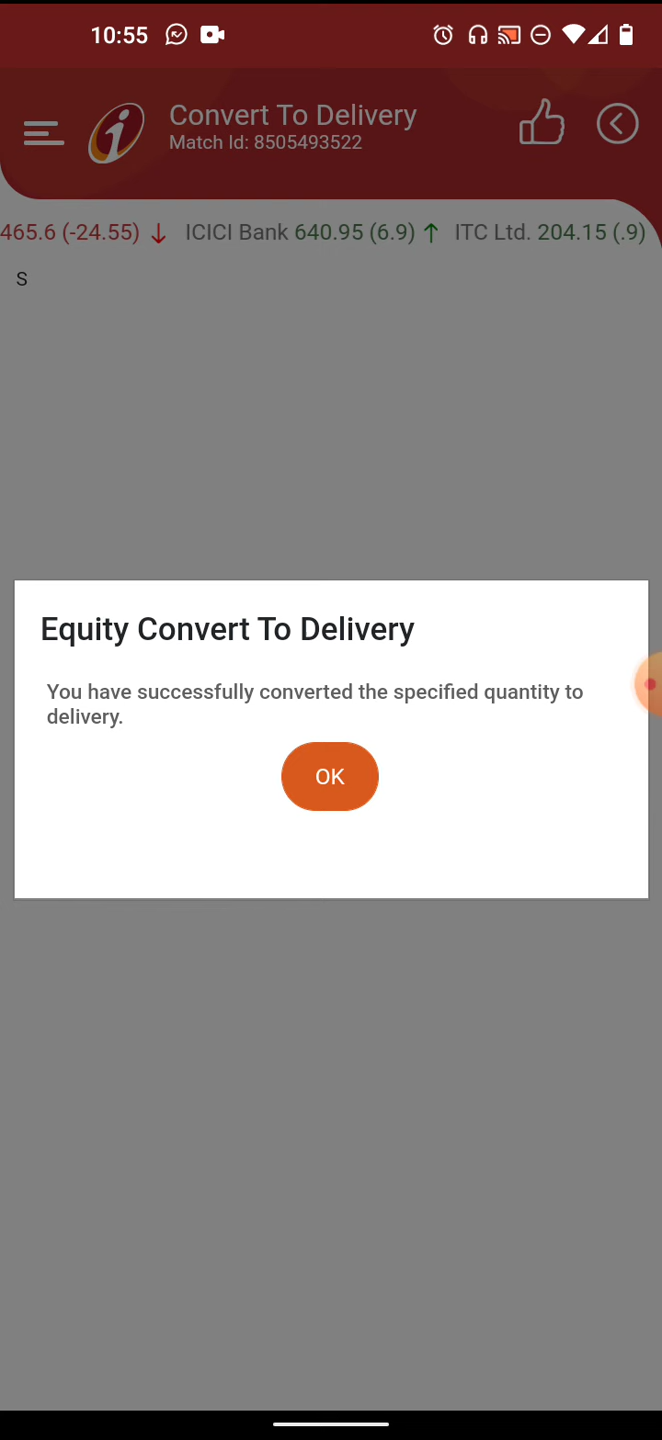 10:55
Convert To Delivery
Match Id: 8505493522
465.6 (-24.55) ↓ ICICI Bank 640.95 (6.9) ↑ ITC Ltd. 204.15 (.9)
S
Equity Convert To Delivery
You have successfully converted the specified quantity to
delivery.
OK